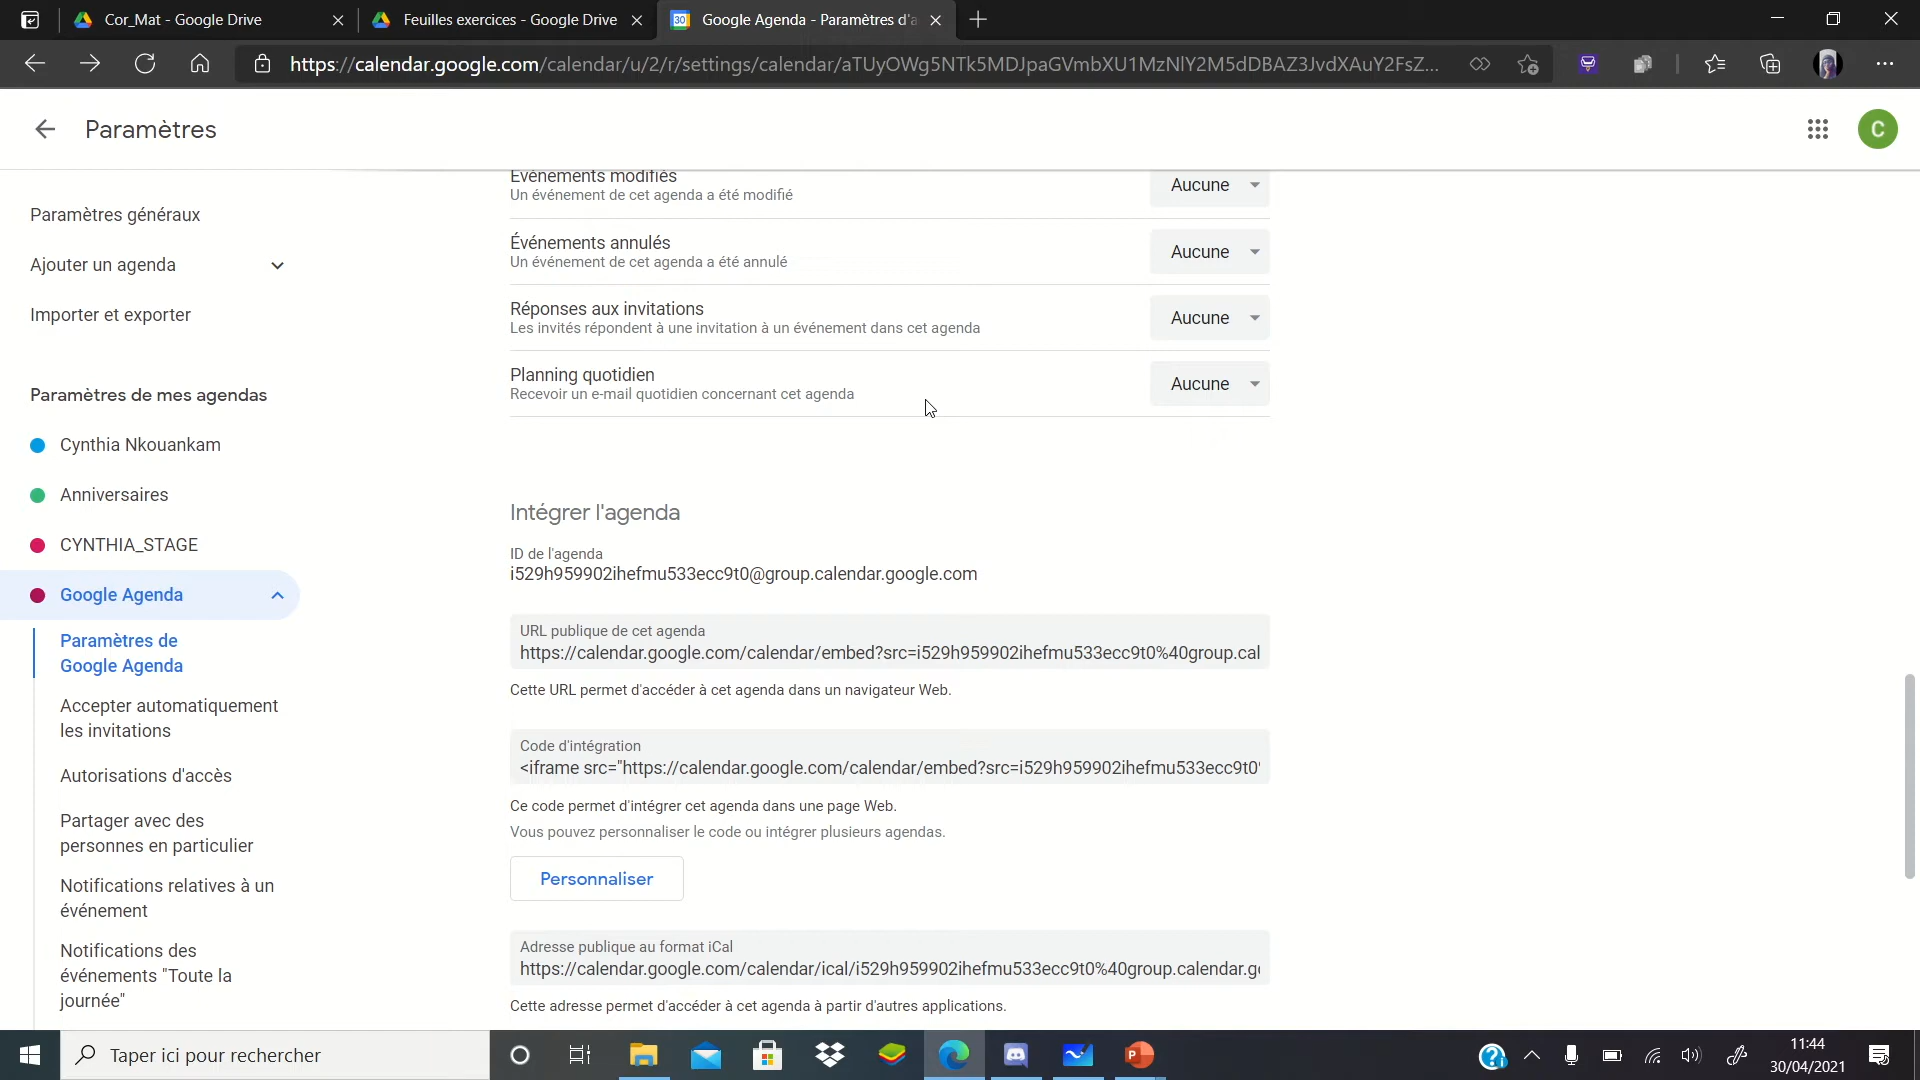 Cor_Mat - Google Drive
Feuilles exercices - Google Drive
30
Google Agenda - Paramètres d'a
https://calendar.google.com/calendar/u/2/r/settings/calendar/aTUyOWg5NTk5MDJpaGVmbXU1MzNlY2M5dDBAZ3JvdXAuY2FsZ...
Paramètres
C
Paramètres généraux
Ajouter un agenda
Importer et exporter
Paramètres de mes agendas
Cynthia Nkouankam
Anniversaires
CYNTHIA_STAGE
Google Agenda
Paramètres de
Google Agenda
Accepter automatiquement
les invitations
Autorisations d'accès
Partager avec des
personnes en particulier
Notifications relatives à un
événement
Notifications des
événements "Toute la
journée"
Événements modifiés
Un événement de cet agenda a été modifié
Aucune
Événements annulés
Un événement de cet agenda a été annulé
Aucune
Réponses aux invitations
Les invités répondent à une invitation à un événement dans cet agenda
Aucune
Planning quotidien
Recevoir un e-mail quotidien concernant cet agenda
Aucune
Intégrer l'agenda
ID de l'agenda
i529h959902ihefmu533ecc9t0@group.calendar.google.com
URL publique de cet agenda
https://calendar.google.com/calendar/embed?src=i529h959902ihefmu533ecc9t0%40group.cal
Cette URL permet d'accéder à cet agenda dans un navigateur Web.
Code d'intégration
<iframe src="https://calendar.google.com/calendar/embed?src=i529h959902ihefmu533ecc9t0
Ce code permet d'intégrer cet agenda dans une page Web.
Vous pouvez personnaliser le code ou intégrer plusieurs agendas.
Personnaliser
Adresse publique au format iCal
https://calendar.google.com/calendar/ical/i529h959902ihefmu533ecc9t0%40group.calendar.g
Cette adresse permet d'accéder à cet agenda à partir d'autres applications.
Taper ici pour rechercher
P
11:44
30/04/2021